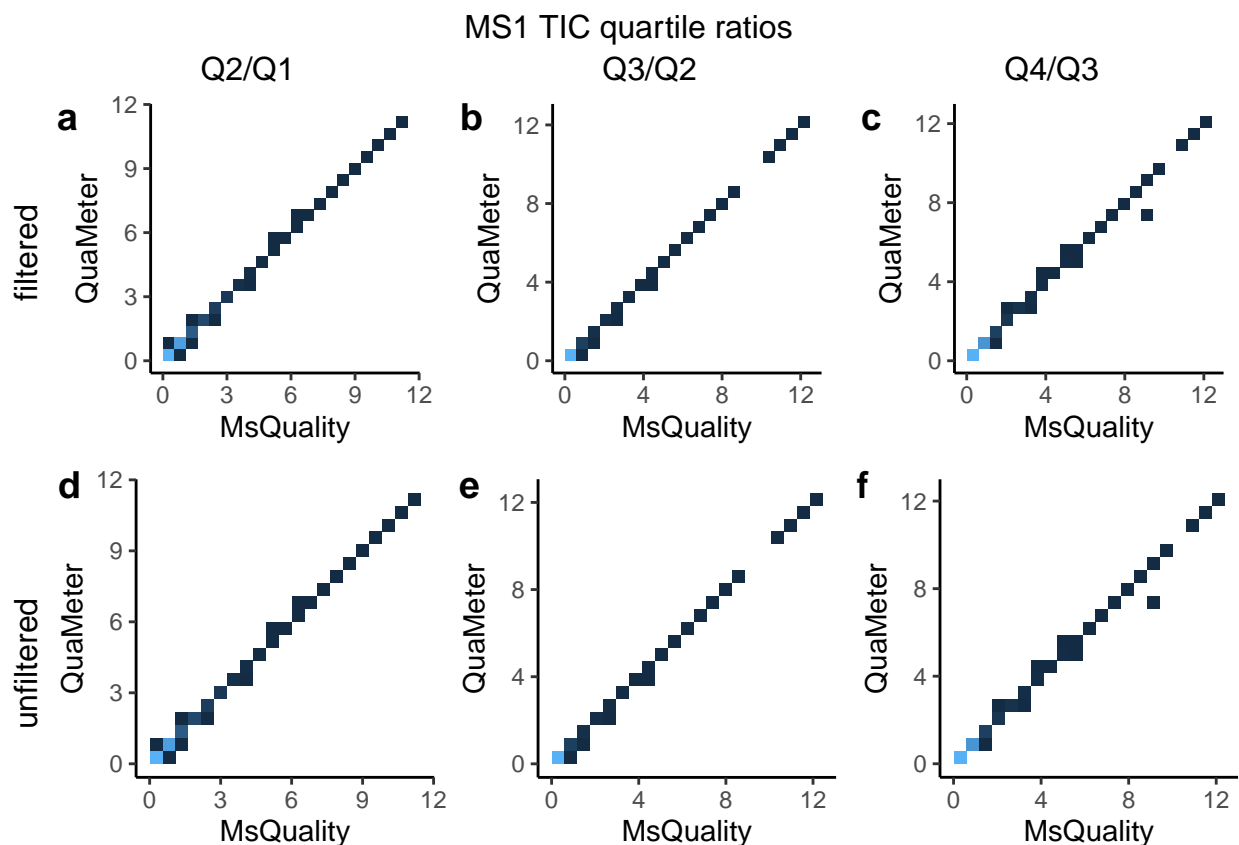 MS1 TIC quartile ratios
Q2/Q1 Q3/Q2 Q4/Q3
a b c
filtered
QuaMeter
12
9
6
3
0
0 3 6 9 12
MsQuality
QuaMeter
12
8
4
0
0 4 8 12
MsQuality
QuaMeter
12
8
4
0
0 4 8 12
MsQuality
d e f
unfiltered
QuaMeter
12
9
6
3
0
0 3 6 9 12
MsQuality
QuaMeter
12
8
4
0
0 4 8 12
MsQuality
QuaMeter
12
8
4
0
0 4 8 12
MsQuality